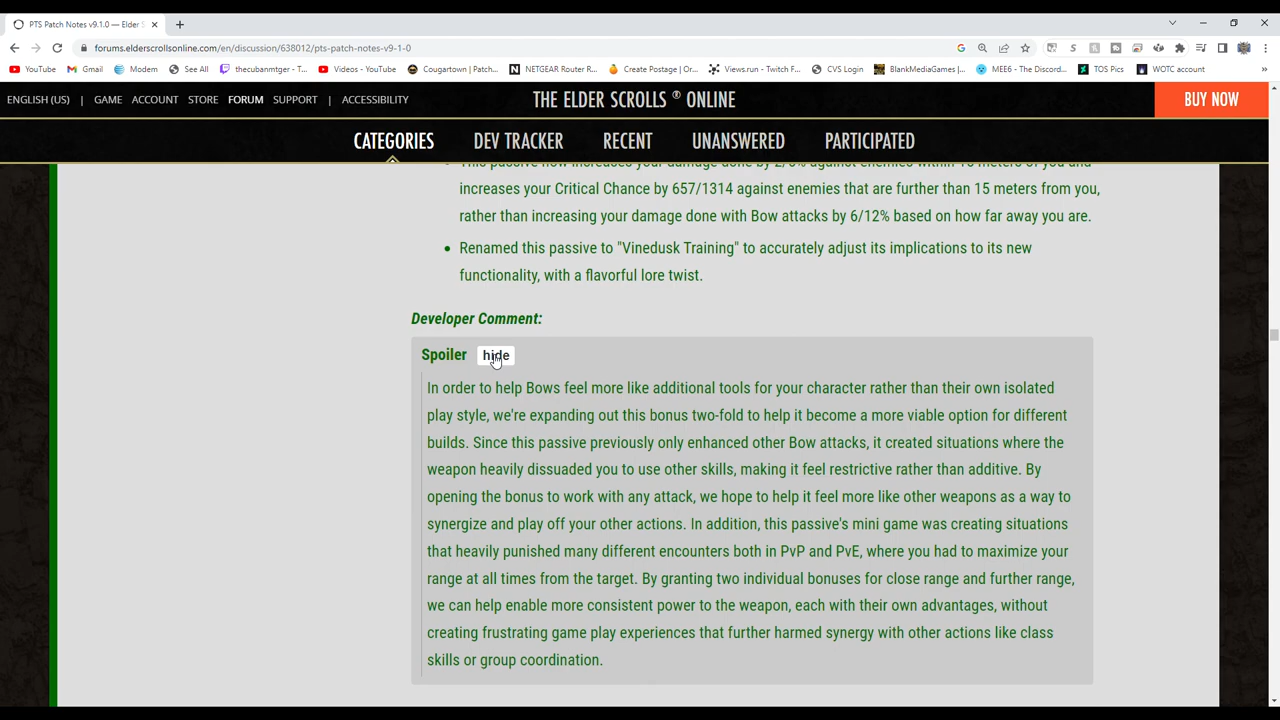 PTS Patch Notes v9.1.0 — Elder S
forums.elderscrollsonline.com/en/discussion/638012/pts-patch-notes-v9-1-0
YouTube Gmail Modem See All thecubanmtger - T... Videos - YouTube Cougartown | Patch... NETGEAR Router R... Create Postage | Or... Views.run - Twitch F... CVS Login BlankMediaGames |... MEE6 - The Discord... TOS Pics WOTC account »
ENGLISH (US) | GAME ACCOUNT STORE FORUM SUPPORT | ACCESSIBILITY THE ELDER SCROLLS ® ONLINE BUY NOW
CATEGORIES DEV TRACKER RECENT UNANSWERED PARTICIPATED
This passive now increases your damage done by against enemies within meters of you and
increases your Critical Chance by 657/1314 against enemies that are further than 15 meters from you,
rather than increasing your damage done with Bow attacks by 6/12% based on how far away you are.
• Renamed this passive to "Vinedusk Training" to accurately adjust its implications to its new
functionality, with a flavorful lore twist.
Developer Comment:
Spoiler hide
In order to help Bows feel more like additional tools for your character rather than their own isolated
play style, we're expanding out this bonus two-fold to help it become a more viable option for different
builds. Since this passive previously only enhanced other Bow attacks, it created situations where the
weapon heavily dissuaded you to use other skills, making it feel restrictive rather than additive. By
opening the bonus to work with any attack, we hope to help it feel more like other weapons as a way to
synergize and play off your other actions. In addition, this passive's mini game was creating situations
that heavily punished many different encounters both in PvP and PvE, where you had to maximize your
range at all times from the target. By granting two individual bonuses for close range and further range,
we can help enable more consistent power to the weapon, each with their own advantages, without
creating frustrating game play experiences that further harmed synergy with other actions like class
skills or group coordination.